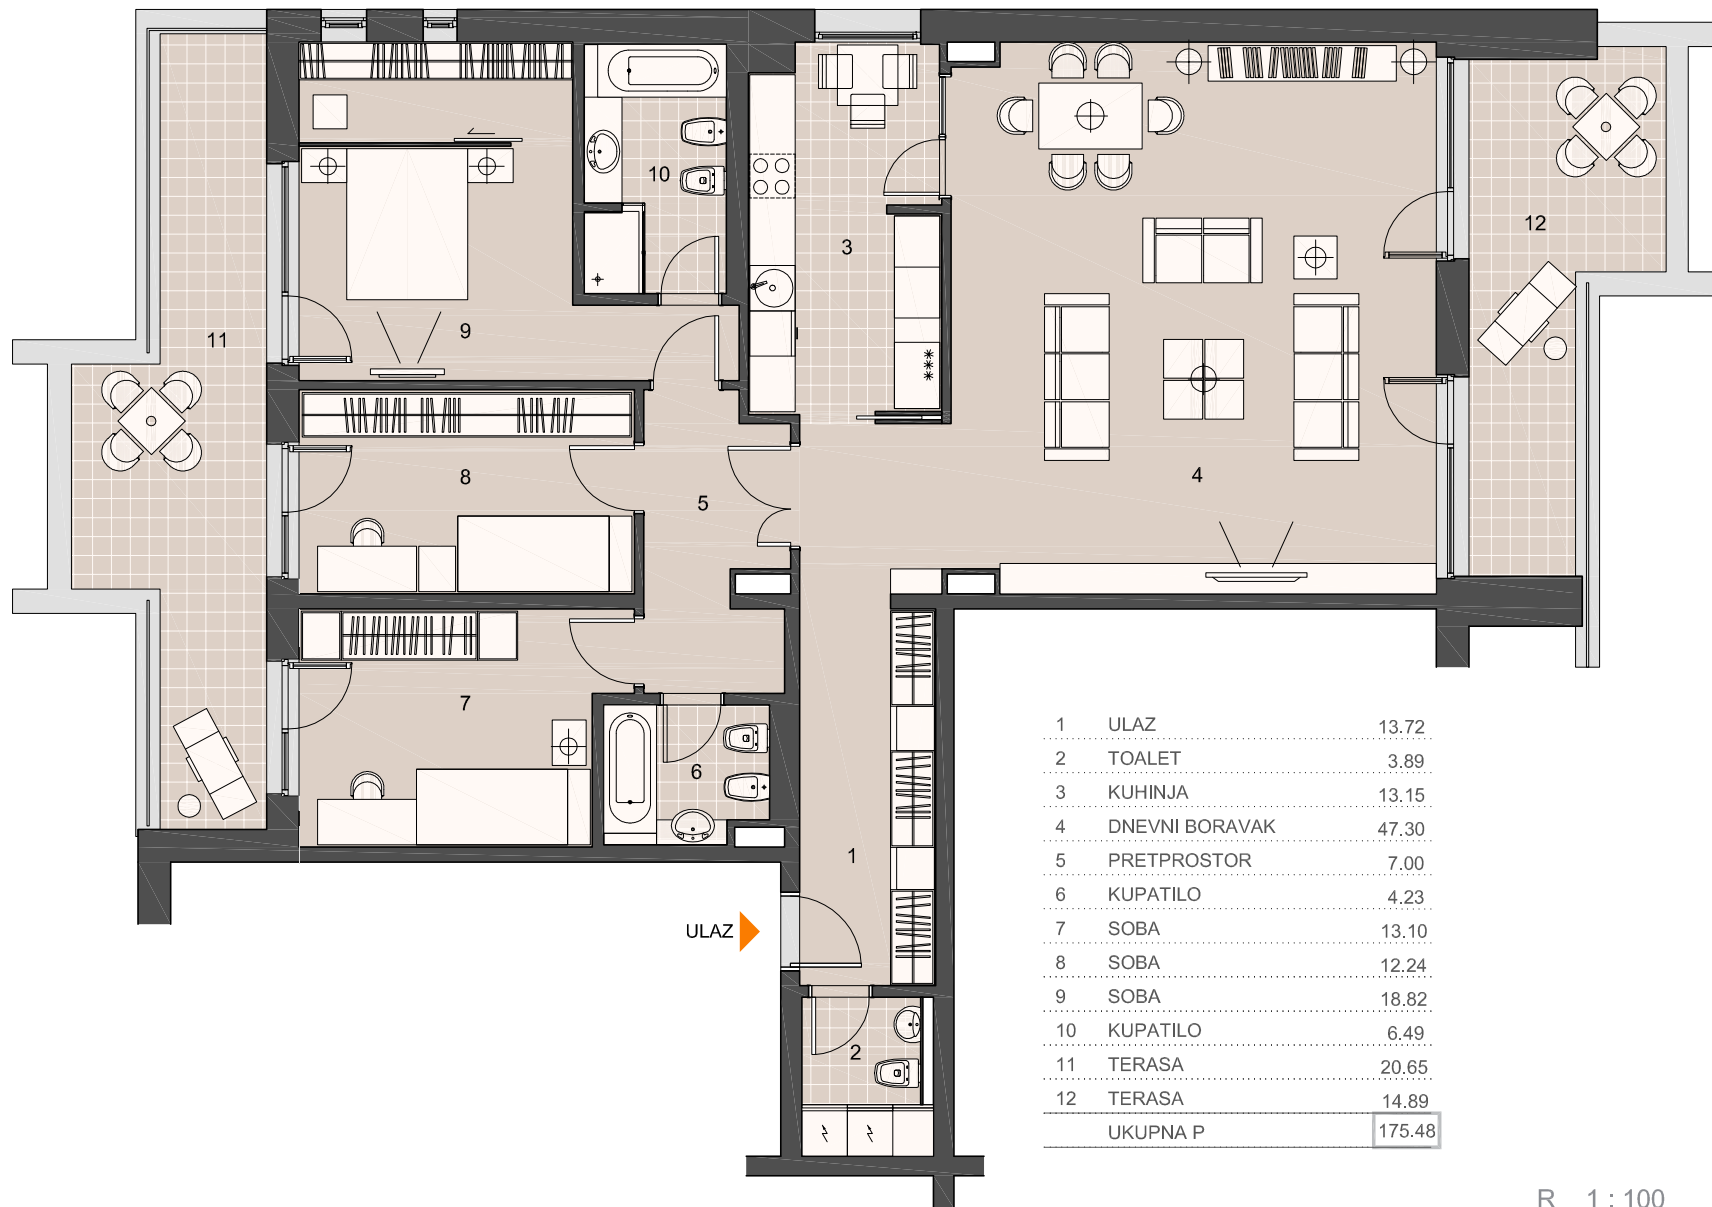 10
12
3
11
9
8
4
5
7
6
1
ULAZ
2
1 ULAZ 13.72
2 TOALET 3.89
3 KUHINJA 13.15
4 DNEVNI BORAVAK 47.30
5 PRETPROSTOR 7.00
6 KUPATILO 4.23
7 SOBA 13.10
8 SOBA 12.24
9 SOBA 18.82
10 KUPATILO 6.49
11 TERASA 20.65
12 TERASA 14.89
UKUPNA P 175.48
R 1 : 100